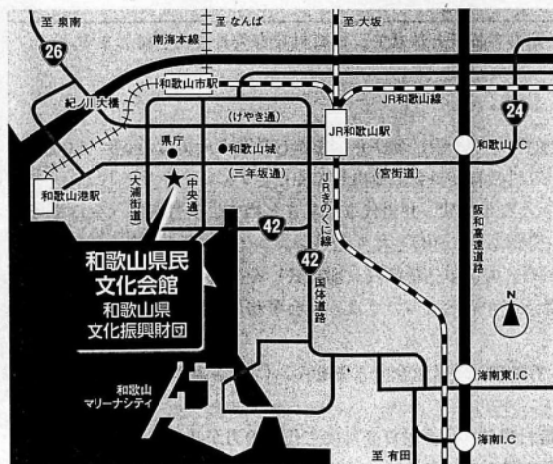 至 泉南
至 なんば
至 大坂
南海本線
26
和歌山市駅
JR和歌山線
紀ノ川大橋
24
(けやき通)
JR和歌山駅
県庁
和歌山城
和歌山I.C
和歌山港駅
(大浦街道)
(中央通)
(三年坂通)
(宮街道)
JRきのくに線
阪和高速道路
42
42
国体道路
和歌山県民
文化会館
和歌山県
文化振興財団
N
和歌山
マリーナシティ
海南東I.C
海南I.C
至 有田